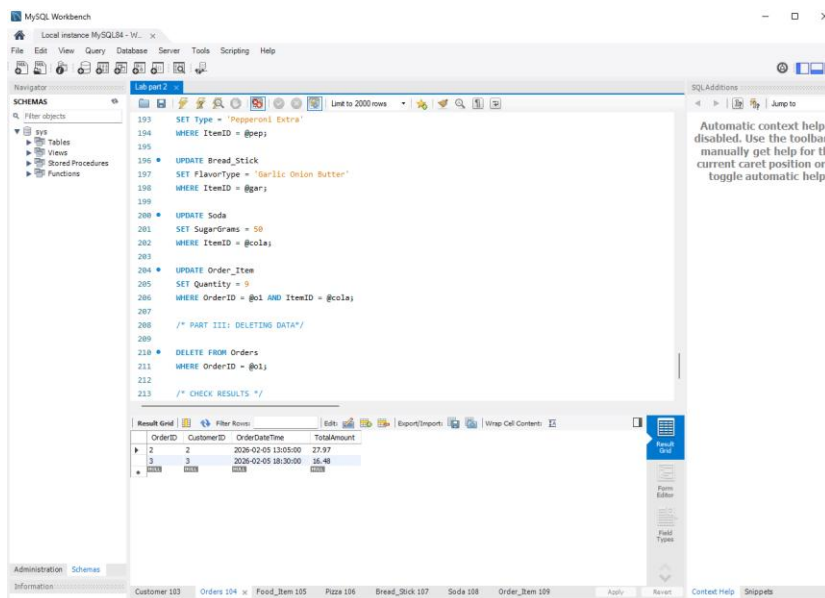 MySQL Workbench
Local instance MySQL84 - W... ×
File Edit View Query Database Server Tools Scripting Help
Navigator
SCHEMAS
Filter objects
sys
Tables
Views
Stored Procedures
Functions
Administration Schemas
Information
Lab part 2 ×
Limit to 2000 rows
193 SET Type = 'Pepperoni Extra'
194 WHERE ItemID = @pep;
195
196 UPDATE Bread_Stick
197 SET FlavorType = 'Garlic Onion Butter'
198 WHERE ItemID = @gar;
199
200 UPDATE Soda
201 SET SugarGrams = 50
202 WHERE ItemID = @cola;
203
204 UPDATE Order_Item
205 SET Quantity = 9
206 WHERE OrderID = @o1 AND ItemID = @cola;
207
208 /* PART III: DELETING DATA*/
209
210 DELETE FROM Orders
211 WHERE OrderID = @o1;
212
213 /* CHECK RESULTS */
Result Grid Filter Rows: Edit: Export/Import: Wrap Cell Content:
OrderID CustomerID OrderDateTime TotalAmount
2 2 2026-02-05 13:05:00 27.97
3 3 2026-02-05 18:30:00 16.48
NULL NULL NULL NULL
Result Grid
Form Editor
Field Types
Customer 103 Orders 104 × Food_Item 105 Pizza 106 Bread_Stick 107 Soda 108 Order_Item 109 Apply Revert
SQLAdditions
Jump to
Automatic context help
disabled. Use the toolbar
manually get help for th
current caret position or
toggle automatic help
Context Help Snippets